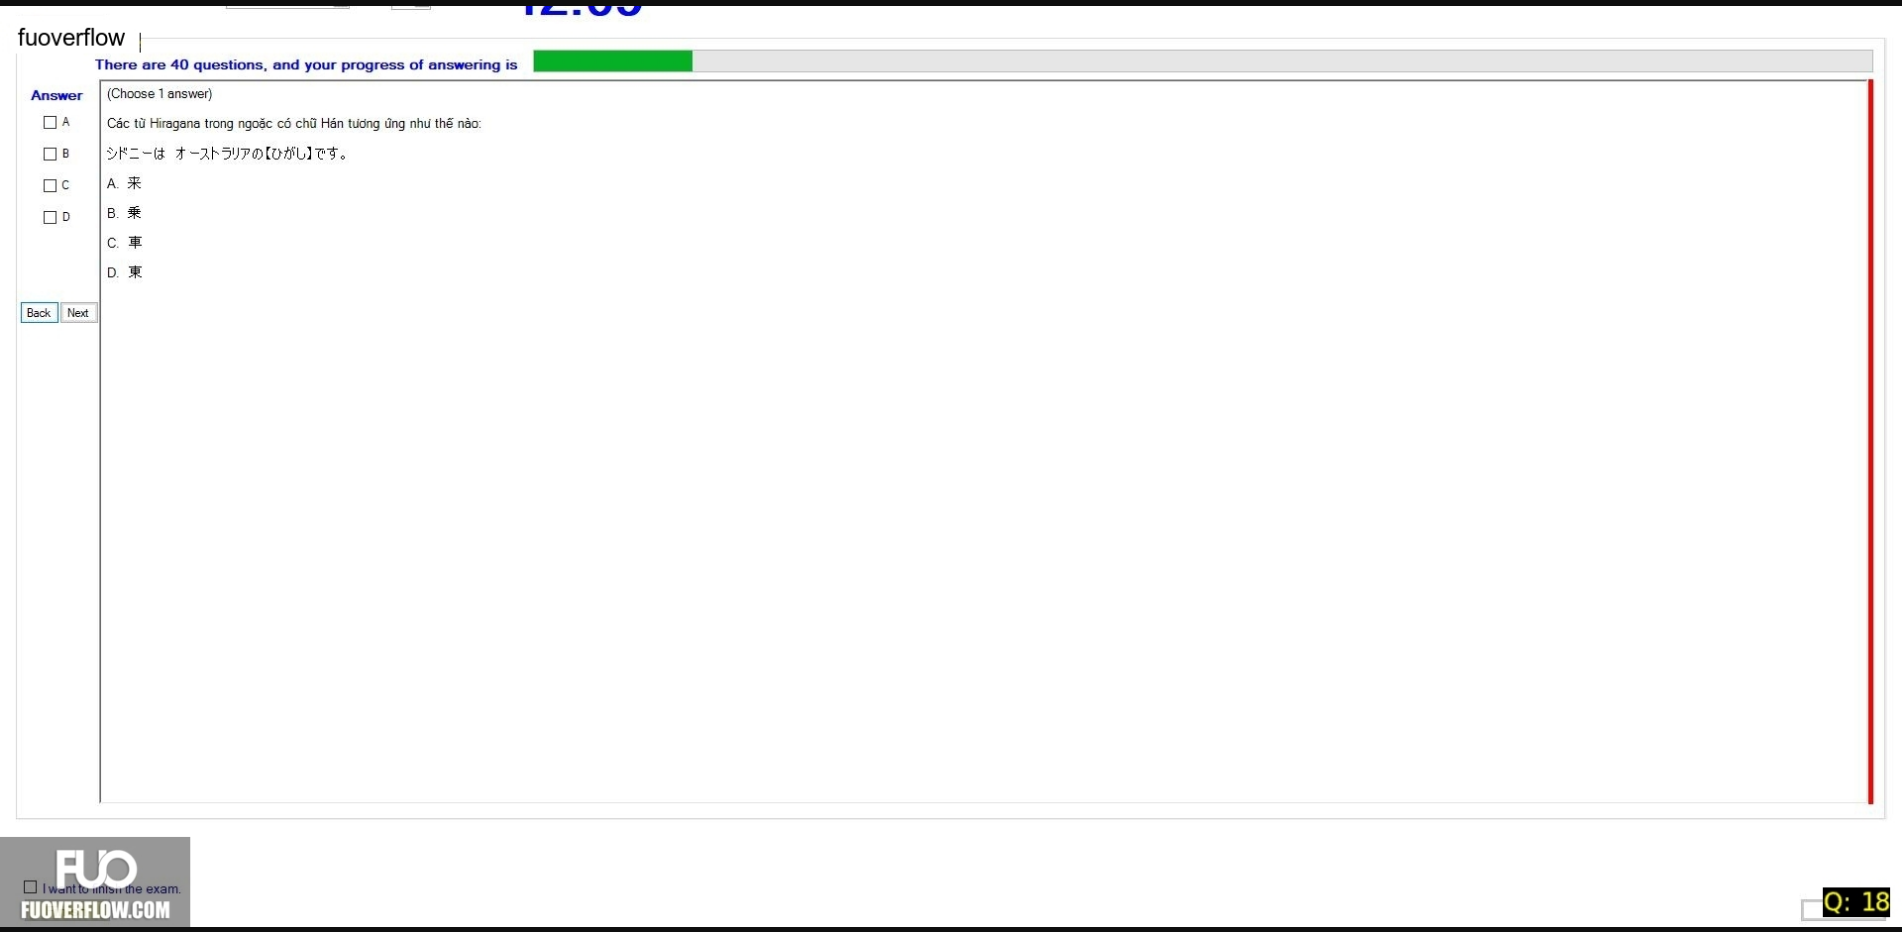 fuoverflow
There are 40 questions, and your progress of answering is
Answer
(Choose 1 answer)
A
Các từ Hiragana trong ngoặc có chữ Hán tương ứng như thế nào:
B
シドニーは オーストラリアの【ひがし】です。
C
A. 来
D
B. 乗
C. 車
D. 東
Back Next
FUO
I want to finish the exam.
FUOVERFLOW.COM
Q: 18